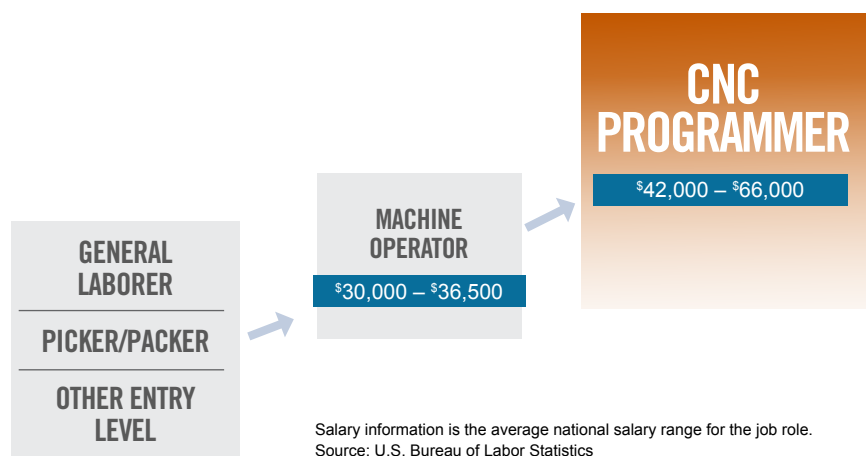 CNC
PROGRAMMER
$42,000 – $66,000
MACHINE
OPERATOR
$30,000 – $36,500
GENERAL
LABORER
PICKER/PACKER
OTHER ENTRY
LEVEL
Salary information is the average national salary range for the job role.
Source: U.S. Bureau of Labor Statistics